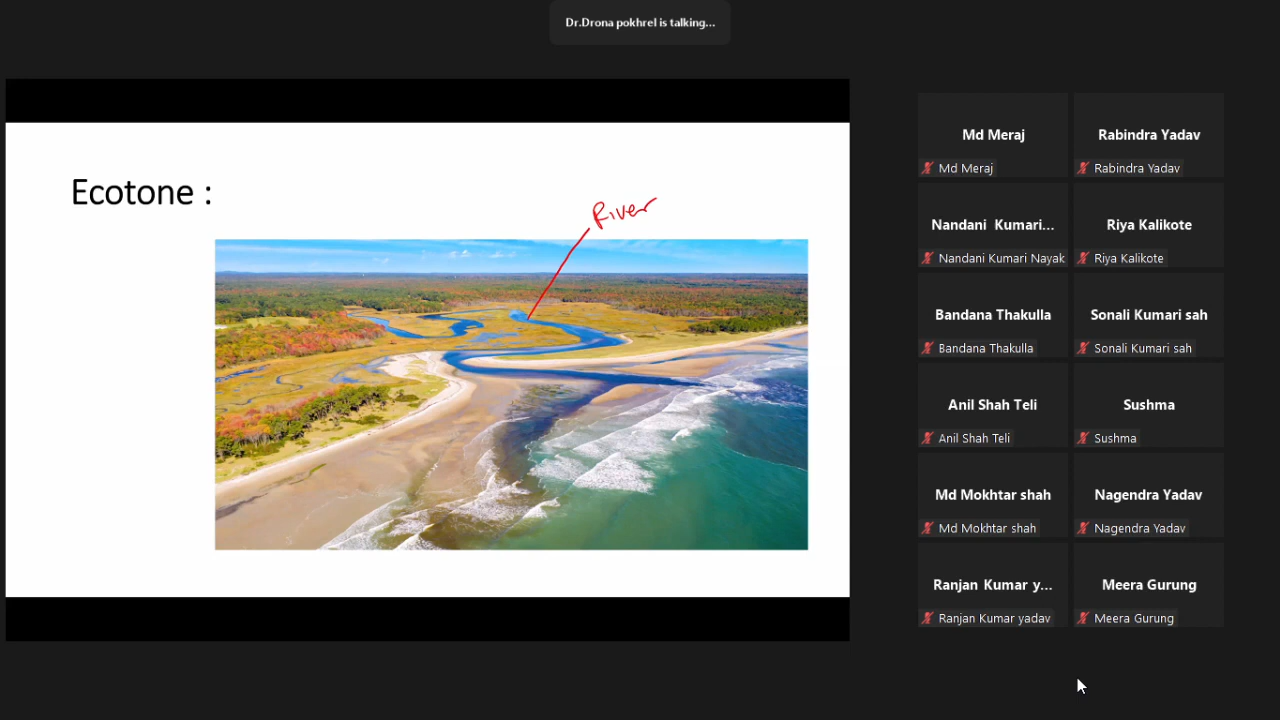 Dr.Drona pokhrel is talking...
Ecotone :
River
Md Meraj
Md Meraj
Rabindra Yadav
Rabindra Yadav
Nandani Kumari...
Nandani Kumari Nayak
Riya Kalikote
Riya Kalikote
Bandana Thakulla
Bandana Thakulla
Sonali Kumari sah
Sonali Kumari sah
Anil Shah Teli
Anil Shah Teli
Sushma
Sushma
Md Mokhtar shah
Md Mokhtar shah
Nagendra Yadav
Nagendra Yadav
Ranjan Kumar y...
Ranjan Kumar yadav
Meera Gurung
Meera Gurung